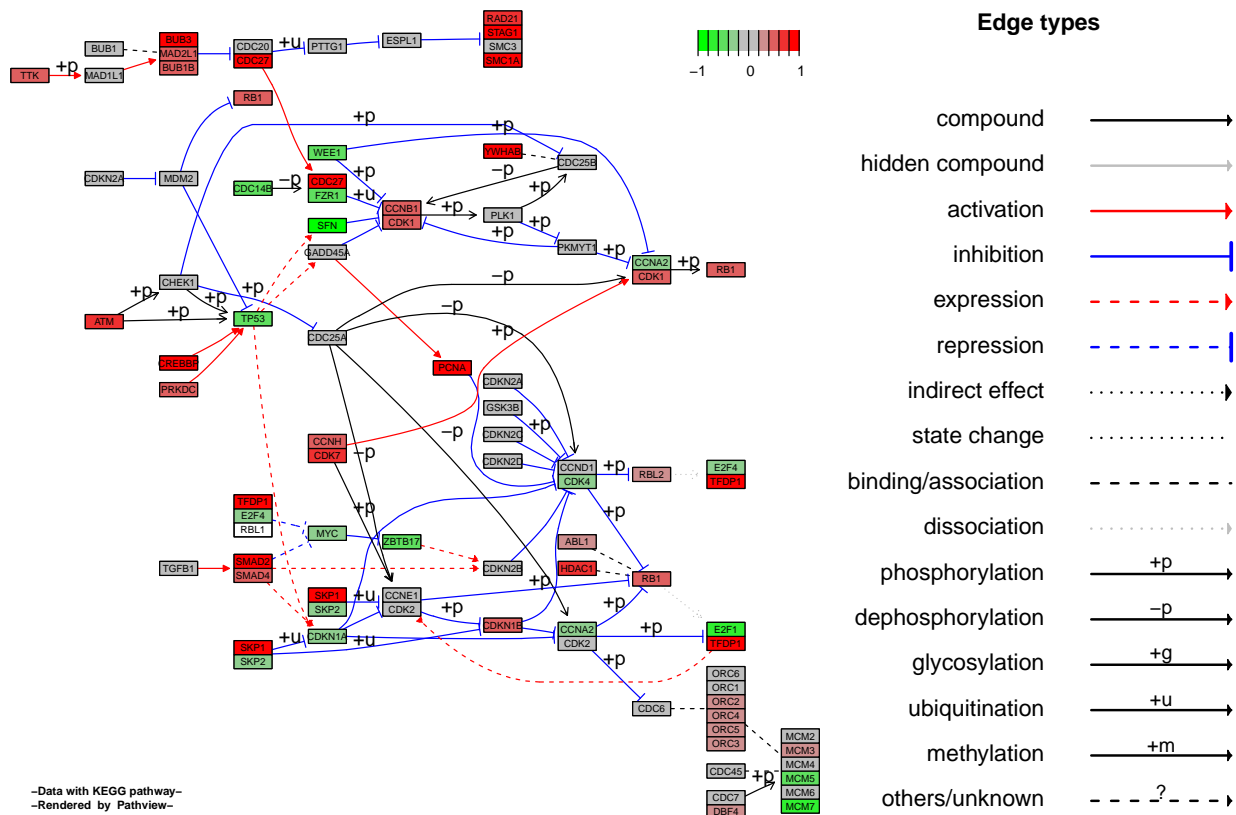 Edge types
−1 0 1
compound
hidden compound
activation
inhibition
expression
repression
indirect effect
state change
binding/association
dissociation
phosphorylation +p
dephosphorylation −p
glycosylation +g
ubiquitination +u
methylation +m
others/unknown ?
TTK
+p
BUB1
MAD1L1
BUB3
MAD2L1
BUB1B
CDC20
CDC27
+u
PTTG1
ESPL1
RAD21
STAG1
SMC3
SMC1A
RB1
+p
+p
WEE1
YWHAB
CDC25B
CDKN2A
MDM2
CDC14B
−p
CDC27
FZR1
+p
+u
−p
+p
CCNB1
CDK1
+p
PLK1
SFN
GADD45A
+p
PKMYT1
+p
CCNA2
CDK1
+p
RB1
CHEK1
+p
+p
+p
−p
ATM
+p
TP53
−p
CDC25A
+p
CREBBP
PRKDC
PCNA
CDKN2A
GSK3B
CDKN2C
CDKN2D
+p
CCNH
CDK7
−p
−p
CCND1
CDK4
+p
RBL2
E2F4
TFDP1
TFDP1
E2F4
RBL1
MYC
+p
ZBTB17
+p
ABL1
TGFB1
SMAD2
SMAD4
CDKN2B
HDAC1
RB1
+p
SKP1
SKP2
+u
CCNE1
CDK2
+p
CDKN1B
CDKN1A
+u
+u
SKP1
SKP2
CCNA2
CDK2
+p
+p
+p
E2F1
TFDP1
CDC6
ORC6
ORC1
ORC2
ORC4
ORC5
ORC3
MCM2
MCM3
MCM4
MCM5
MCM6
MCM7
CDC45
+p
CDC7
DBF4
−Data with KEGG pathway−
−Rendered by Pathview−